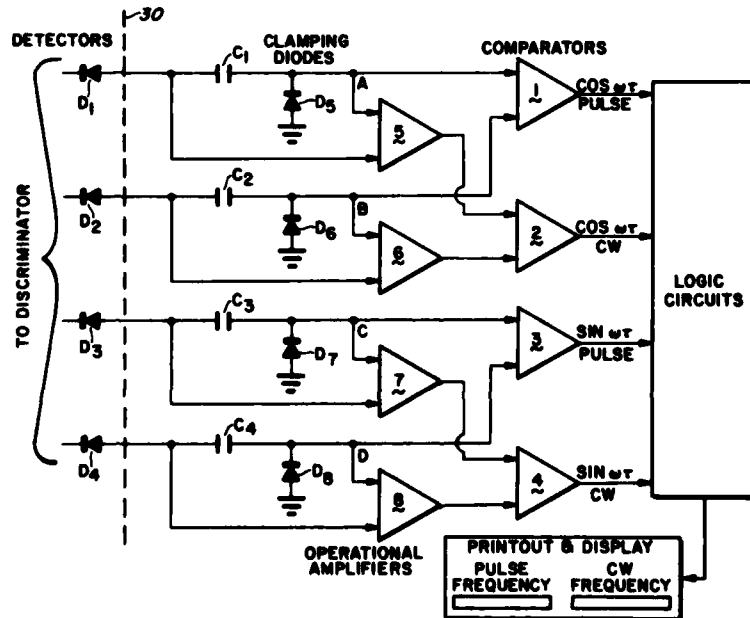 30
DETECTORS
C1
CLAMPING
DIODES
COMPARATORS
D1
A
D5
1
COS ωτ
PULSE
5
C2
D2
B
D6
6
2
COS ωτ
CW
TO DISCRIMINATOR
LOGIC
CIRCUITS
C3
D3
C
D7
7
3
SIN ωτ
PULSE
C4
D4
D
D8
8
4
SIN ωτ
CW
OPERATIONAL
AMPLIFIERS
PRINTOUT & DISPLAY
PULSE
FREQUENCY
CW
FREQUENCY